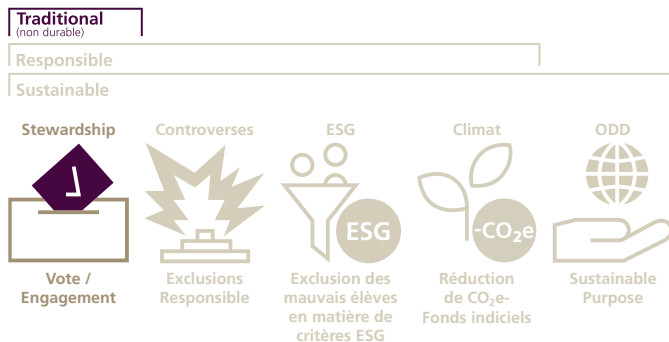 Traditional
(non durable)
Responsible
Sustainable
Stewardship
Controverses
ESG
Climat
ODD
ESG
-CO₂e
Vote /
Engagement
Exclusions
Responsible
Exclusion des
mauvais élèves
en matière de
critères ESG
Réduction
de CO₂e-
Fonds indiciels
Sustainable
Purpose